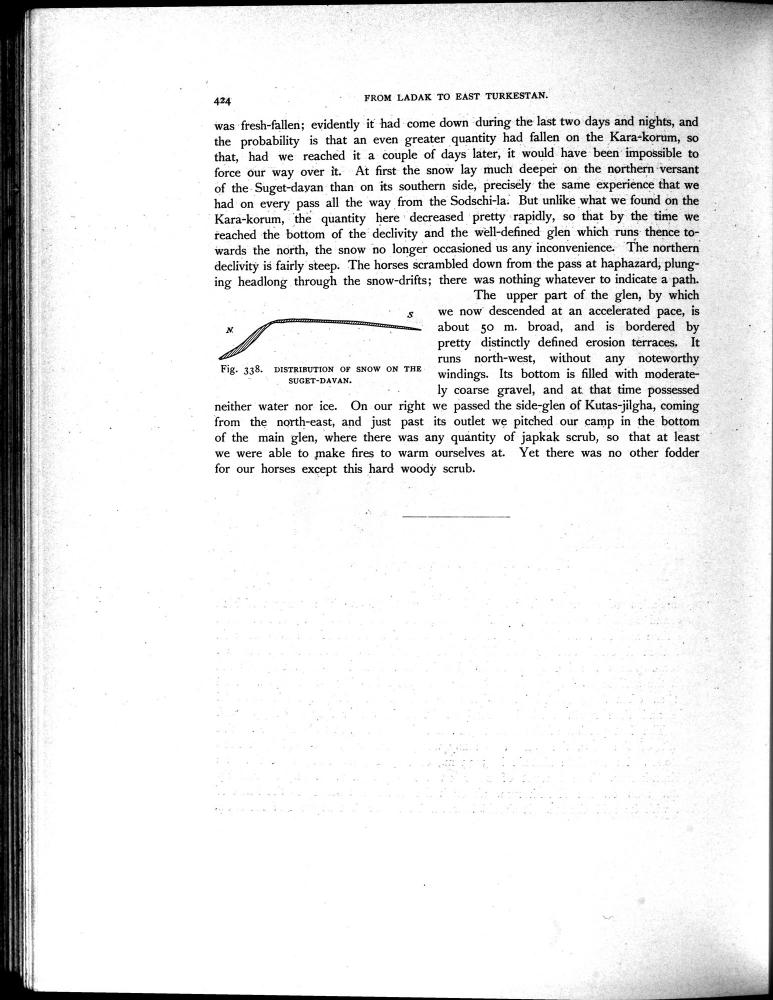 424
FROM LADAK TO EAST TURKESTAN.
was fresh-fallen; evidently it had come down during the last two days and nights, and
the probability is that an even greater quantity had fallen on the Kara-korum, so
that, had we reached it a couple of days later, it would have been impossible to
force our way over it. At first the snow lay much deeper on the northern versant
of the Suget-davan than on its southern side, precisely the same experience that we
had on every pass all the way from the Sodschi-la. But unlike what we found on the
Kara-korum, the quantity here decreased pretty rapidly, so that by the time we
reached the bottom of the declivity and the well-defined glen which runs thence to-
wards the north, the snow no longer occasioned us any inconvenience. The northern
declivity is fairly steep. The horses scrambled down from the pass at haphazard, plung-
ing headlong through the snow-drifts; there was nothing whatever to indicate a path.
The upper part of the glen, by which
we now descended at an accelerated pace, is
about 50 m. broad, and is bordered by
pretty distinctly defined erosion terraces. It
runs north-west, without any noteworthy
windings. Its bottom is filled with moderate-
ly coarse gravel, and at that time possessed
N.
S
Fig. 338. DISTRIBUTION OF SNOW ON THE
SUGET-DAVAN.
neither water nor ice. On our right we passed the side-glen of Kutas-jilgha, coming
from the north-east, and just past its outlet we pitched our camp in the bottom
of the main glen, where there was any quantity of japkak scrub, so that at least
we were able to make fires to warm ourselves at. Yet there was no other fodder
for our horses except this hard woody scrub.